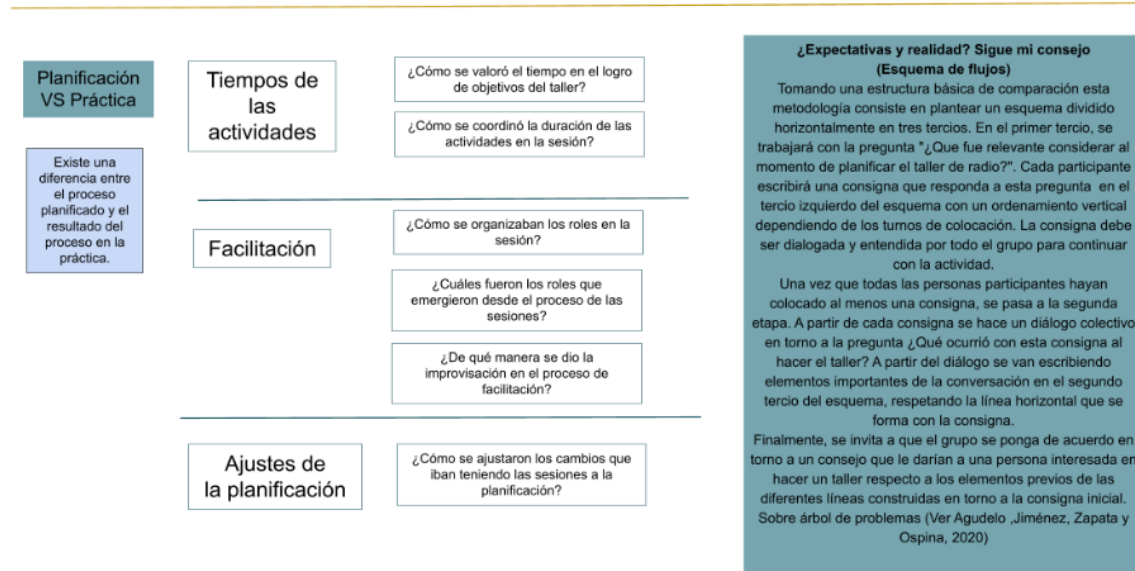 Planificación
VS Práctica
Existe una
diferencia entre
el proceso
planificado y el
resultado del
proceso en la
práctica.
Tiempos de
las
actividades
¿Cómo se valoró el tiempo en el logro
de objetivos del taller?
¿Cómo se coordinó la duración de las
actividades en la sesión?
Facilitación
¿Cómo se organizaban los roles en la
sesión?
¿Cuáles fueron los roles que
emergieron desde el proceso de las
sesiones?
¿De qué manera se dio la
improvisación en el proceso de
facilitación?
Ajustes de
la planificación
¿Cómo se ajustaron los cambios que
iban teniendo las sesiones a la
planificación?
¿Expectativas y realidad? Sigue mi consejo
(Esquema de flujos)
Tomando una estructura básica de comparación esta
metodología consiste en plantear un esquema dividido
horizontalmente en tres tercios. En el primer tercio, se
trabajará con la pregunta "¿Que fue relevante considerar al
momento de planificar el taller de radio?". Cada participante
escribirá una consigna que responda a esta pregunta en el
tercio izquierdo del esquema con un ordenamiento vertical
dependiendo de los turnos de colocación. La consigna debe
ser dialogada y entendida por todo el grupo para continuar
con la actividad.
Una vez que todas las personas participantes hayan
colocado al menos una consigna, se pasa a la segunda
etapa. A partir de cada consigna se hace un diálogo colectivo
en torno a la pregunta ¿Qué ocurrió con esta consigna al
hacer el taller? A partir del diálogo se van escribiendo
elementos importantes de la conversación en el segundo
tercio del esquema, respetando la línea horizontal que se
forma con la consigna.
Finalmente, se invita a que el grupo se ponga de acuerdo en
torno a un consejo que le darían a una persona interesada en
hacer un taller respecto a los elementos previos de las
diferentes líneas construidas en torno a la consigna inicial.
Sobre árbol de problemas (Ver Agudelo ,Jiménez, Zapata y
Ospina, 2020)